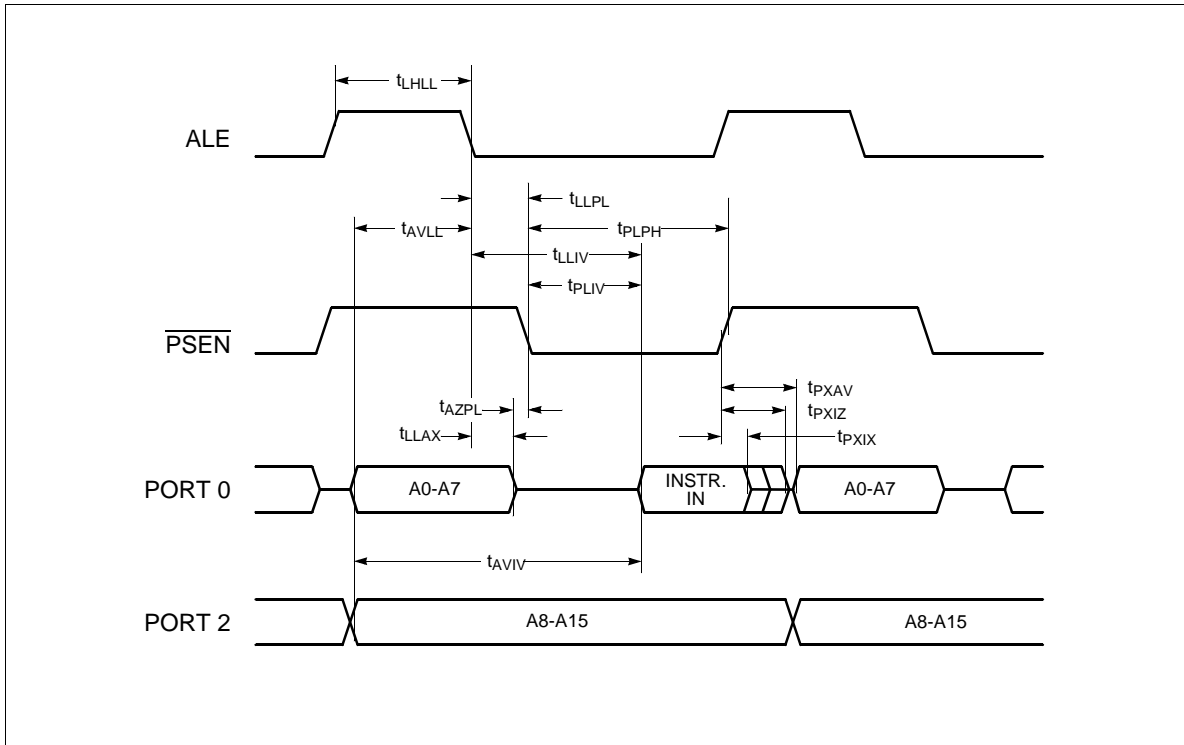 tLHLL
ALE
tLLPL
tAVLL
tPLPH
tLLIV
tPLIV
PSEN
tPXAV
tAZPL
tPXIZ
tLLAX
tPXIX
PORT 0
A0-A7
INSTR.
IN
A0-A7
tAVIV
PORT 2
A8-A15
A8-A15